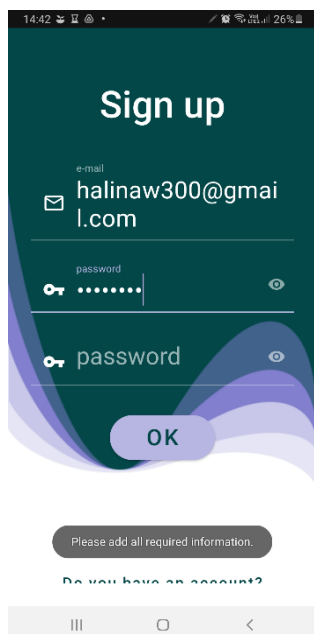 14:42 26%
Sign up
e-mail
halinaw300@gmai
l.com
password
••••••••
password
OK
Please add all required information.
Do you have an account?